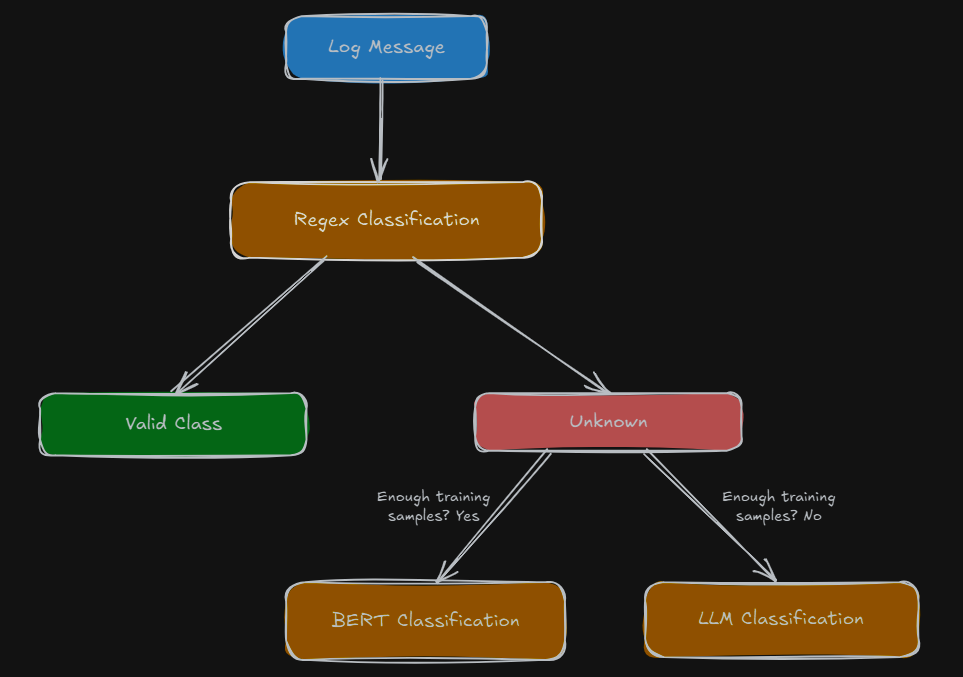 Log Message
Regex Classification
Valid Class
Unknown
Enough training
samples? Yes
Enough training
samples? No
BERT Classification
LLM Classification